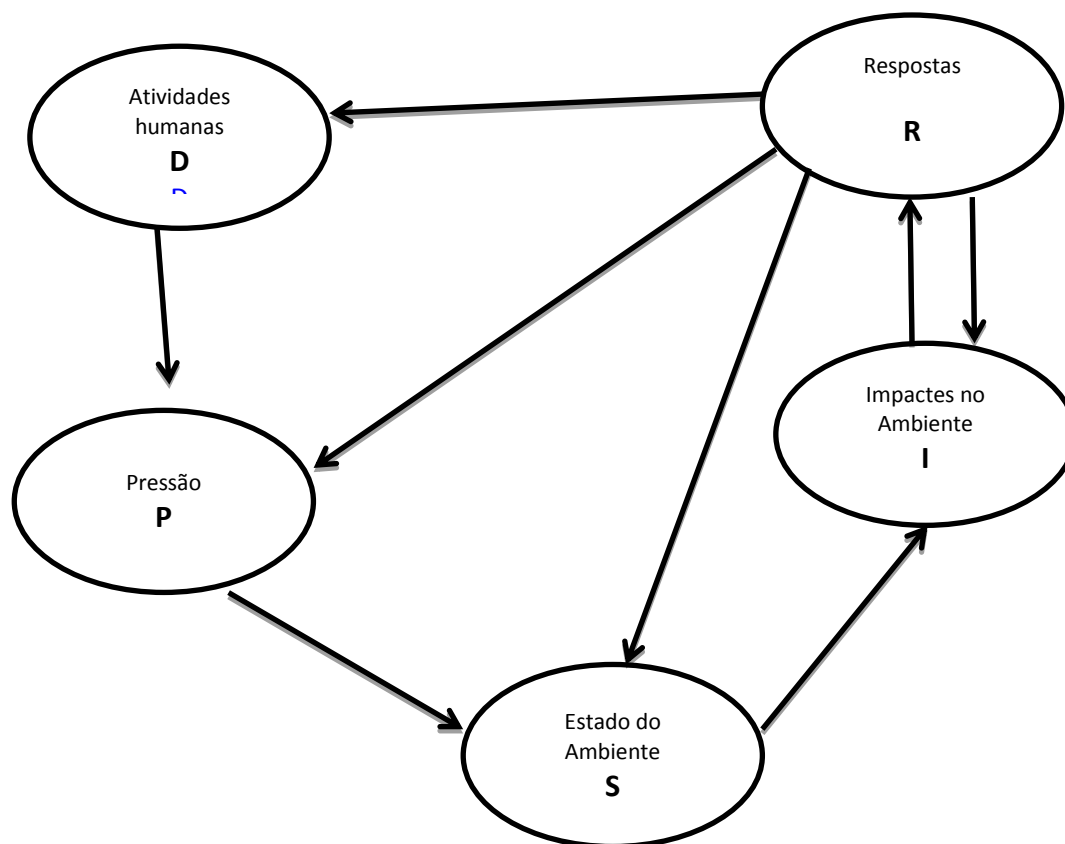 Atividades
humanas
D
Respostas
R
Impactes no
Ambiente
I
Pressão
P
Estado do
Ambiente
S